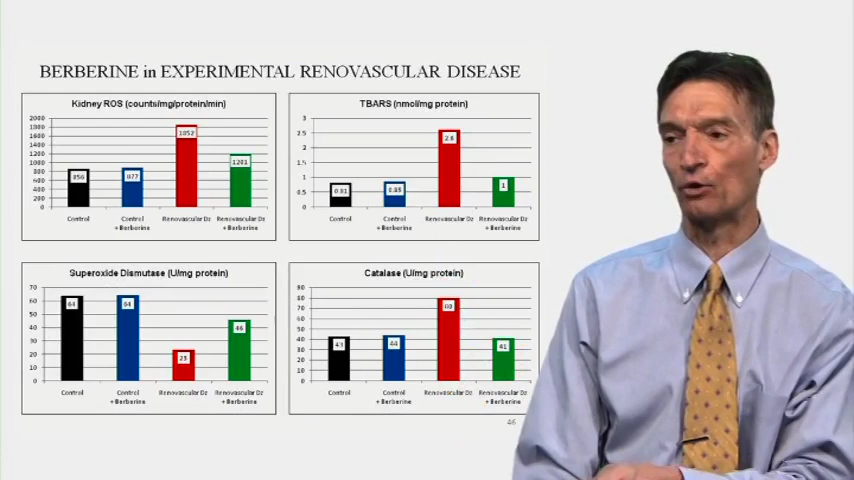 BERBERINE in EXPERIMENTAL RENOVASCULAR DISEASE
Kidney ROS (counts/mg/protein/min)
2000
1800
1600
1400
1200
1000
800
600
400
200
0
856
877
1852
1201
Control
Control + Berberine
Renovascular Dz
Renovascular Dz + Berberine
TBARS (nmol/mg protein)
3
2.5
2
1.5
1
0.5
0
0.81
0.85
2.6
1
Control
Control + Berberine
Renovascular Dz
Renovascular Dz + Berberine
Superoxide Dismutase (U/mg protein)
70
60
50
40
30
20
10
0
64
64
23
46
Control
Control + Berberine
Renovascular Dz
Renovascular Dz + Berberine
Catalase (U/mg protein)
90
80
70
60
50
40
30
20
10
0
43
44
80
41
Control
Control + Berberine
Renovascular Dz
Renovascular Dz + Berberine
46